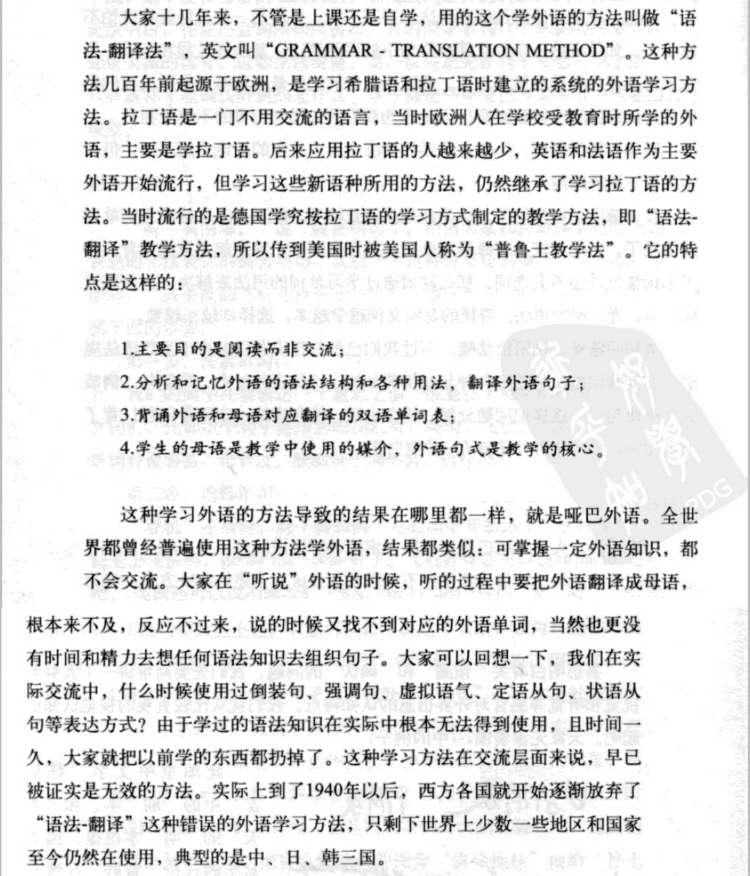 大家十几年来，不管是上课还是自学，用的这个学外语的方法叫做“语
法-翻译法”，英文叫“GRAMMAR - TRANSLATION METHOD”。这种方
法几百年前起源于欧洲，是学习希腊语和拉丁语时建立的系统的外语学习方
法。拉丁语是一门不用交流的语言，当时欧洲人在学校受教育时所学的外
语，主要是学拉丁语。后来应用拉丁语的人越来越少，英语和法语作为主要
外语开始流行，但学习这些新语种所用的方法，仍然继承了学习拉丁语的方
法。当时流行的是德国学究按拉丁语的学习方式制定的教学方法，即“语法-
翻译”教学方法，所以传到美国时被美国人称为“普鲁士教学法”。它的特
点是这样的：
1.主要目的是阅读而非交流；
2.分析和记忆外语的语法结构和各种用法，翻译外语句子；
3.背诵外语和母语对应翻译的双语单词表；
4.学生的母语是教学中使用的媒介，外语句式是教学的核心。
这种学习外语的方法导致的结果在哪里都一样，就是哑巴外语。全世
界都曾经普遍使用这种方法学外语，结果都类似：可掌握一定外语知识，都
不会交流。大家在“听说”外语的时候，听的过程中要把外语翻译成母语，
根本来不及，反应不过来，说的时候又找不到对应的外语单词，当然也更没
有时间和精力去想任何语法知识去组织句子。大家可以回想一下，我们在实
际交流中，什么时候使用过倒装句、强调句、虚拟语气、定语从句、状语从
句等表达方式？由于学过的语法知识在实际中根本无法得到使用，且时间一
久，大家就把以前学的东西都扔掉了。这种学习方法在交流层面来说，早已
被证实是无效的方法。实际上到了1940年以后，西方各国就开始逐渐放弃了
“语法-翻译”这种错误的外语学习方法，只剩下世界上少数一些地区和国家
至今仍然在使用，典型的是中、日、韩三国。
PDG